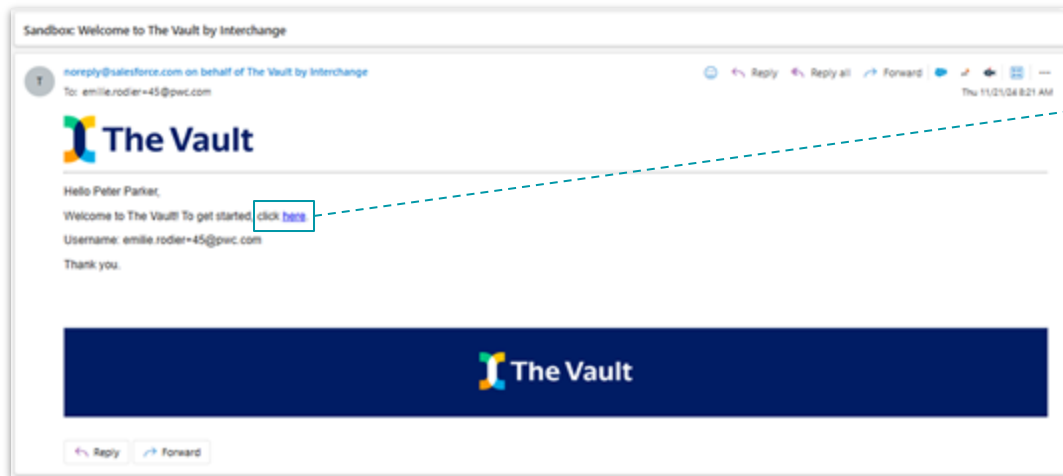 Sandbox: Welcome to The Vault by Interchange
T
noreply@salesforce.com on behalf of The Vault by Interchange
Reply
Reply all
Forward
To: emilie.rodier+45@pwc.com
Thu 11/21/24 8:21 AM
The Vault
Hello Peter Parker,
Welcome to The Vault! To get started, click here.
Username: emilie.rodier+45@pwc.com
Thank you.
The Vault
Reply
Forward